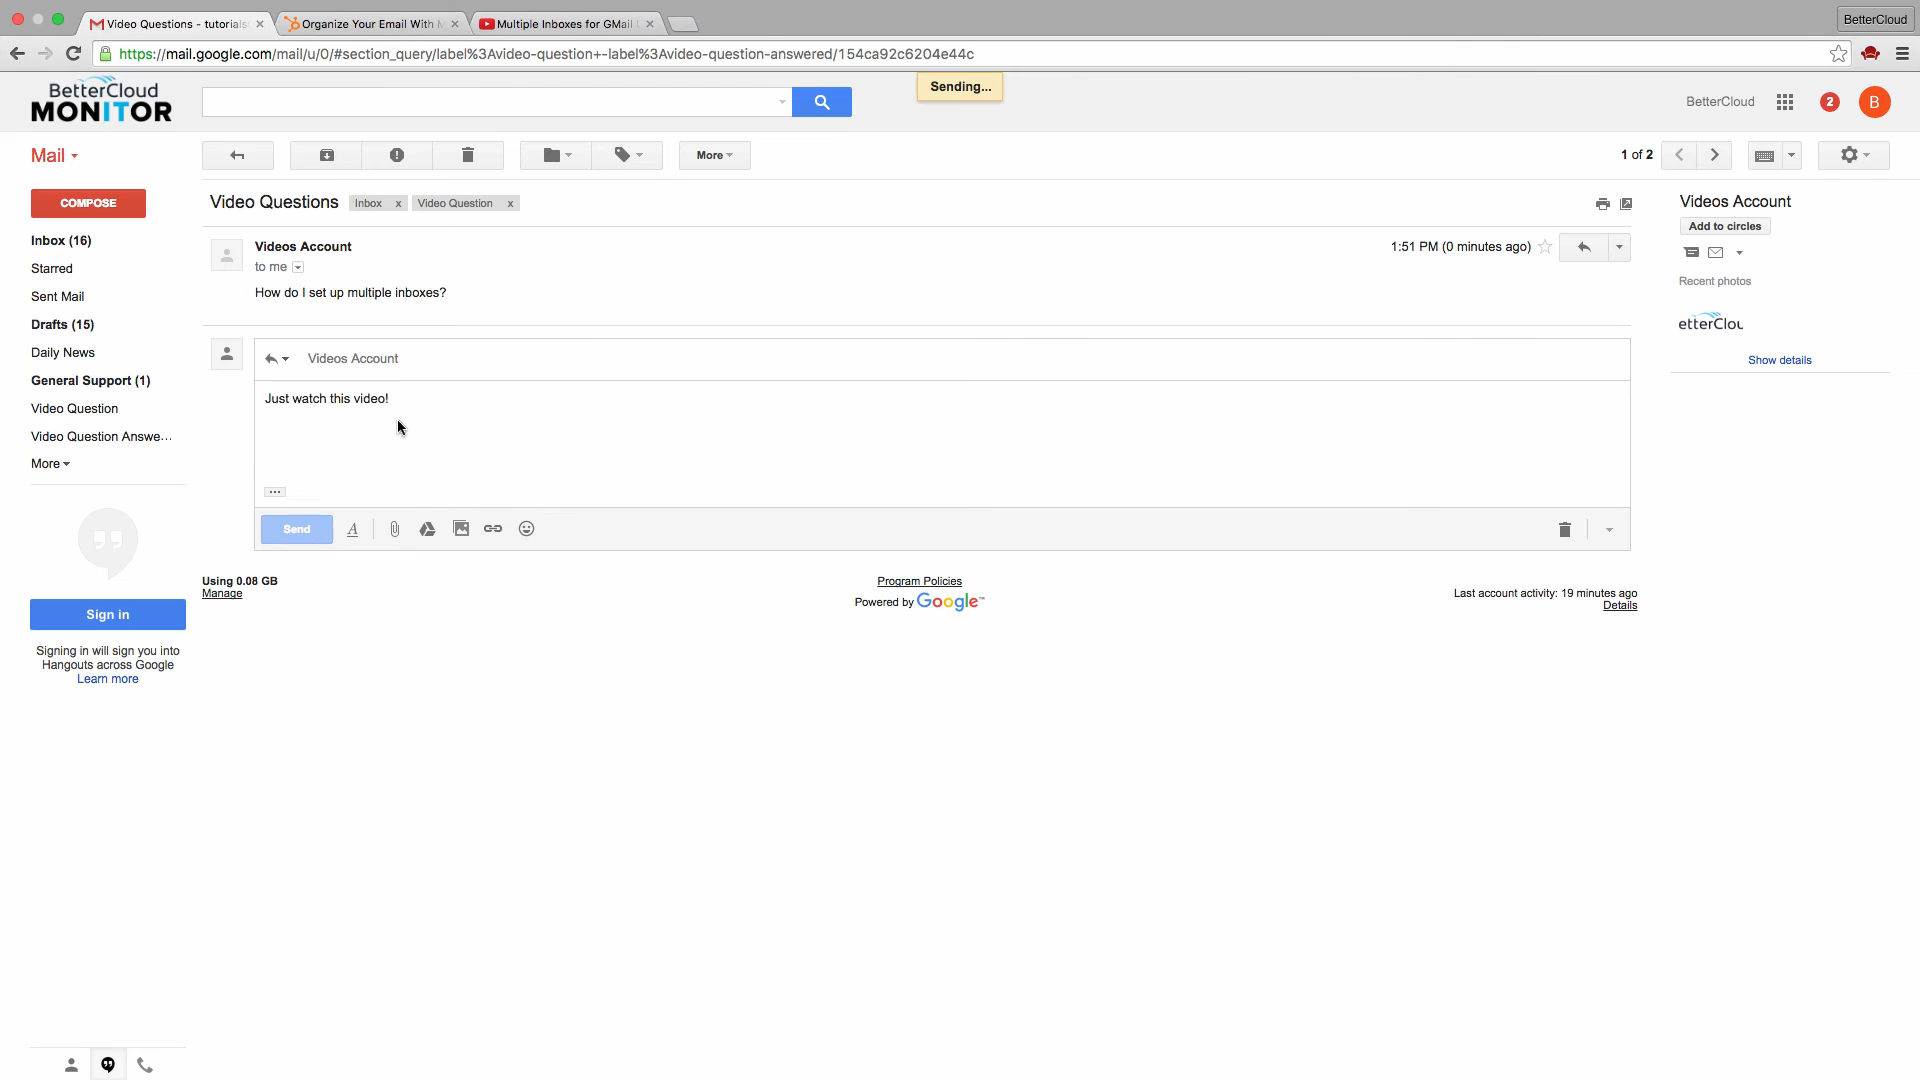 Video Questions - tutorials
Organize Your Email With M
Multiple Inboxes for GMail
BetterCloud
https://mail.google.com/mail/u/0/#section_query/label%3Avideo-question+-label%3Avideo-question-answered/154ca92c6204e44c
BetterCloud
MONITOR
Sending...
BetterCloud
2
B
Mail
More
1 of 2
COMPOSE
Video Questions
Inbox x
Video Question x
Videos Account
Add to circles
Recent photos
etterClou
Show details
Inbox (16)
Starred
Sent Mail
Drafts (15)
Daily News
General Support (1)
Video Question
Video Question Answe...
More
Videos Account
1:51 PM (0 minutes ago)
to me
How do I set up multiple inboxes?
Videos Account
Just watch this video!
Send
A
Using 0.08 GB
Manage
Program Policies
Powered by Google™
Last account activity: 19 minutes ago
Details
Sign in
Signing in will sign you into
Hangouts across Google
Learn more